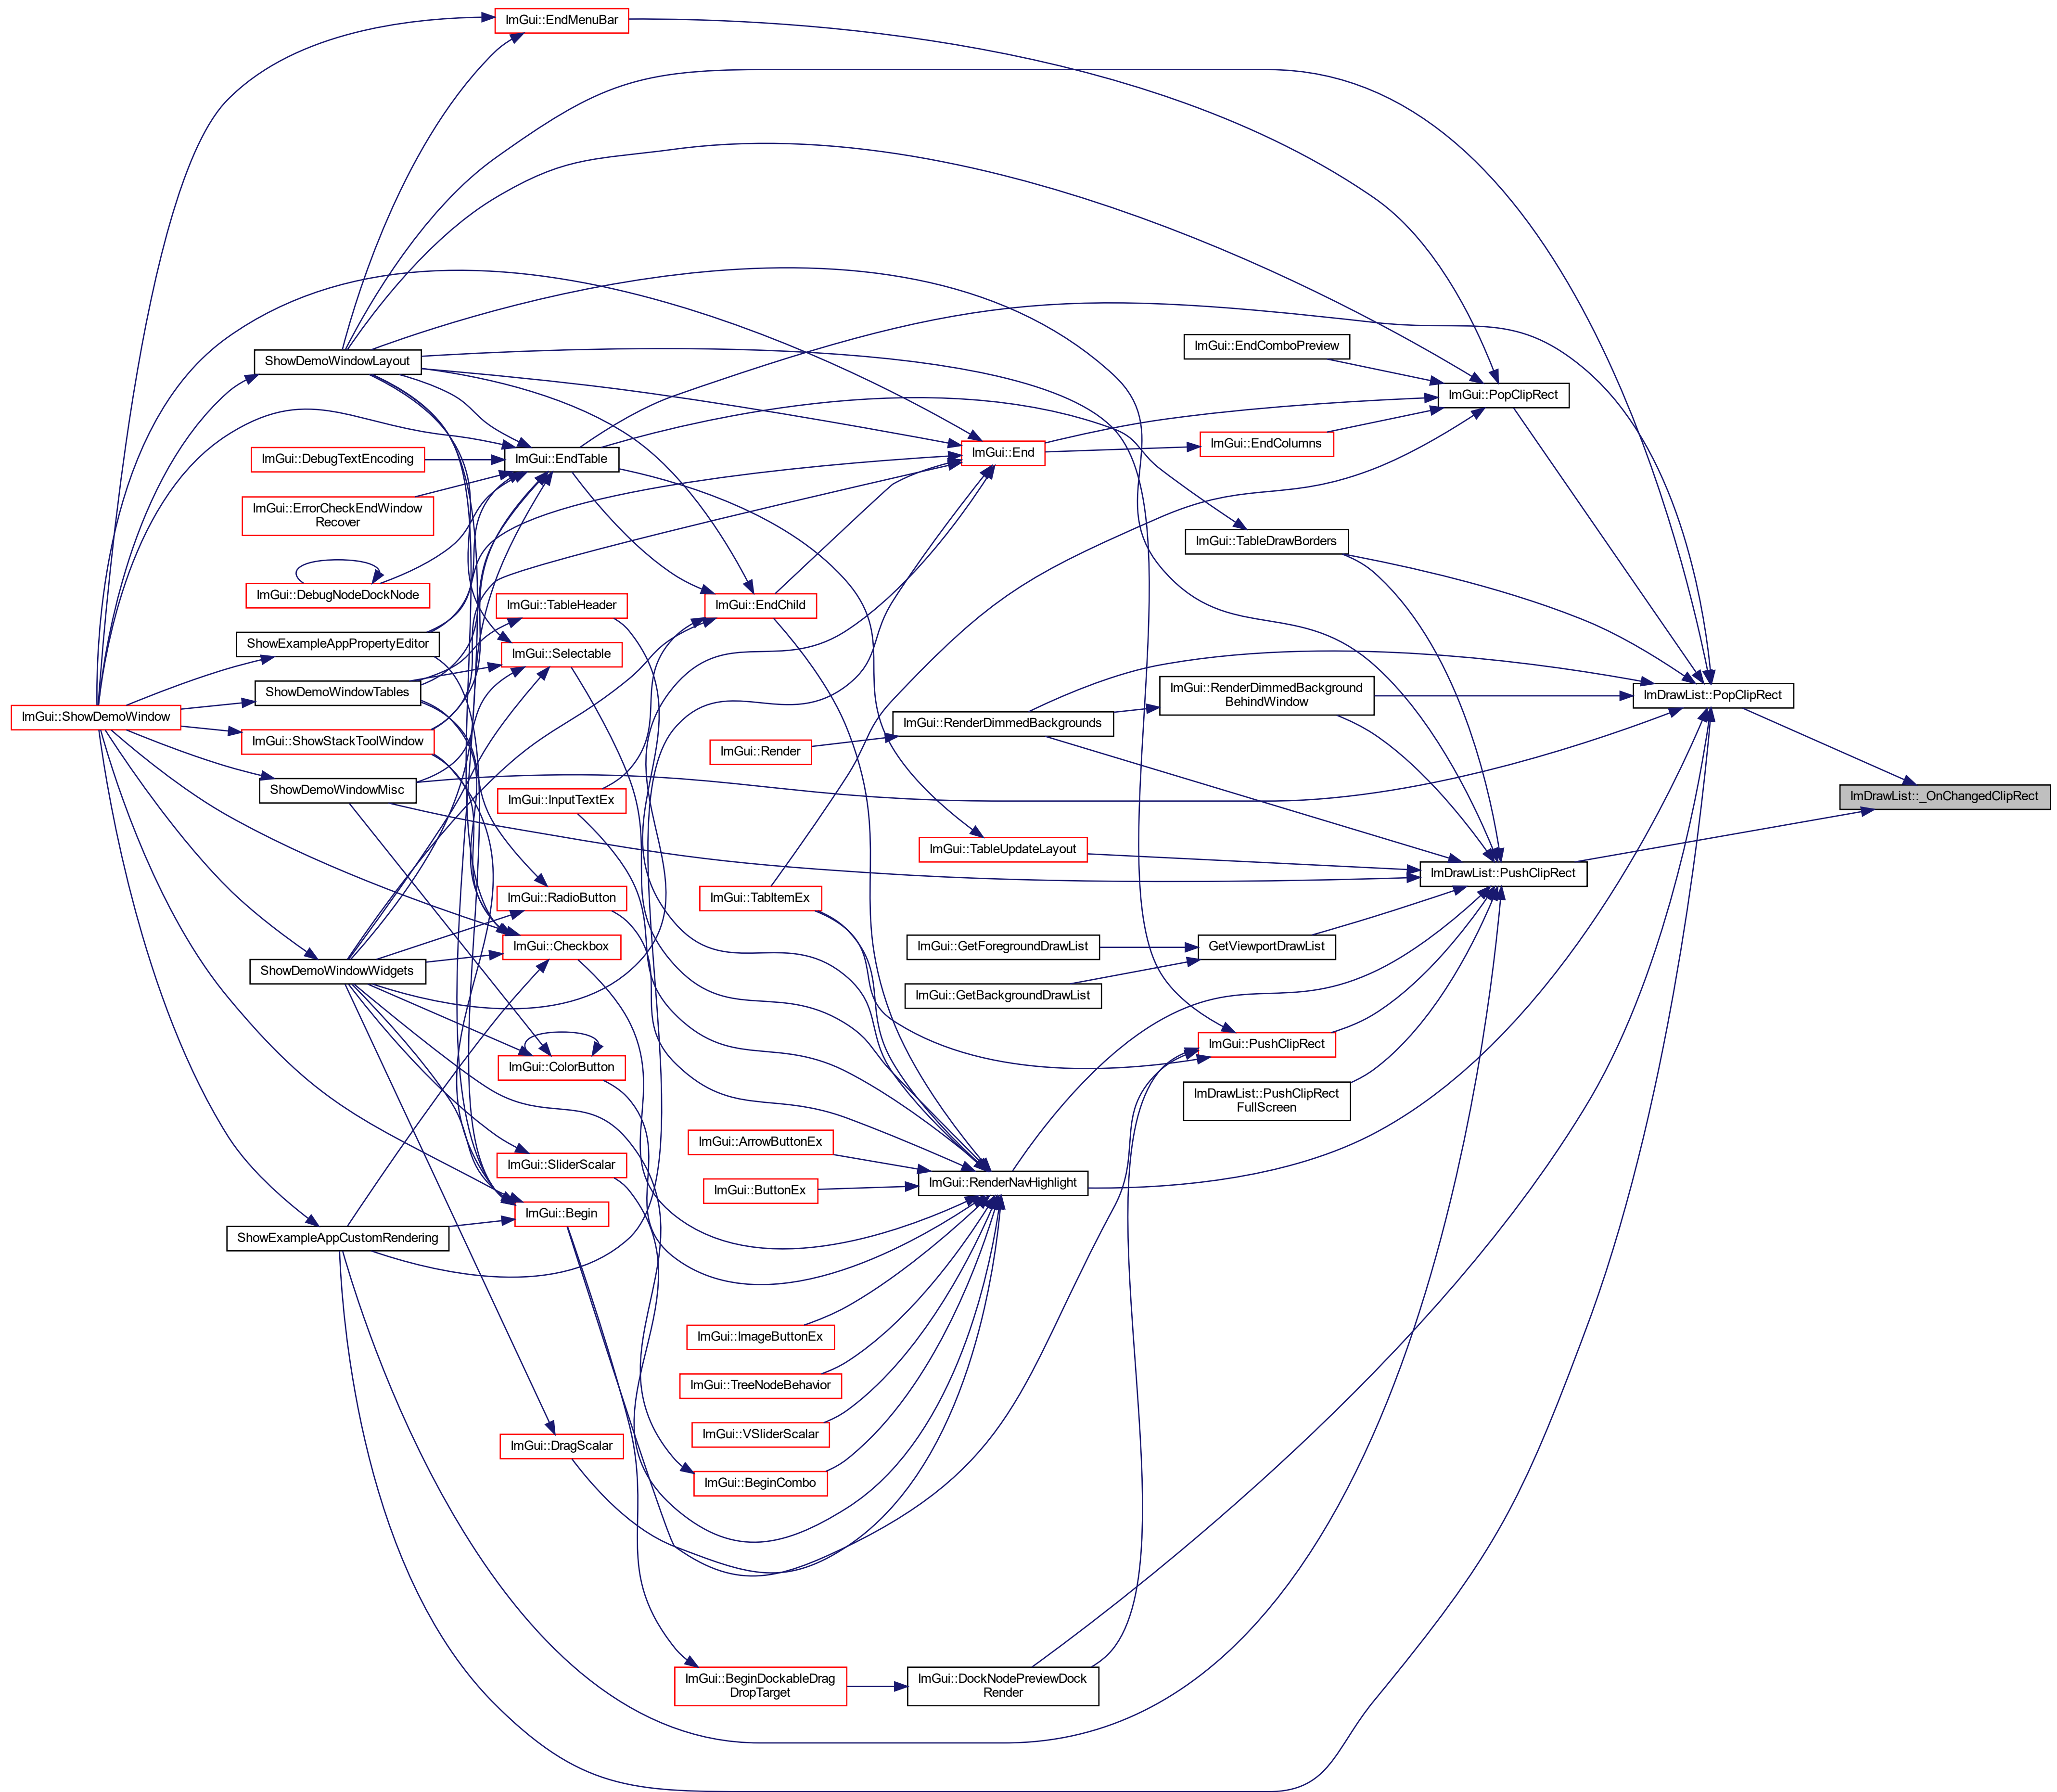 ImGui::EndMenuBar
ShowDemoWindowLayout
ImGui::EndComboPreview
ImGui::PopClipRect
ImGui::DebugTextEncoding
ImGui::EndTable
ImGui::End
ImGui::EndColumns
ImGui::ErrorCheckEndWindow
Recover
ImGui::TableDrawBorders
ImGui::DebugNodeDockNode
ImGui::TableHeader
ImGui::EndChild
ShowExampleAppPropertyEditor
ImGui::Selectable
ShowDemoWindowTables
ImGui::RenderDimmedBackground
BehindWindow
ImDrawList::PopClipRect
ImGui::ShowDemoWindow
ImGui::ShowStackToolWindow
ImGui::Render
ImGui::RenderDimmedBackgrounds
ShowDemoWindowMisc
ImGui::InputTextEx
ImDrawList::_OnChangedClipRect
ImGui::TableUpdateLayout
ImDrawList::PushClipRect
ImGui::RadioButton
ImGui::TabItemEx
ImGui::Checkbox
ImGui::GetForegroundDrawList
GetViewportDrawList
ShowDemoWindowWidgets
ImGui::GetBackgroundDrawList
ImGui::ColorButton
ImGui::PushClipRect
ImDrawList::PushClipRect
FullScreen
ImGui::ArrowButtonEx
ImGui::SliderScalar
ImGui::ButtonEx
ImGui::RenderNavHighlight
ImGui::Begin
ShowExampleAppCustomRendering
ImGui::ImageButtonEx
ImGui::TreeNodeBehavior
ImGui::VSliderScalar
ImGui::DragScalar
ImGui::BeginCombo
ImGui::BeginDockableDrag
DropTarget
ImGui::DockNodePreviewDock
Render